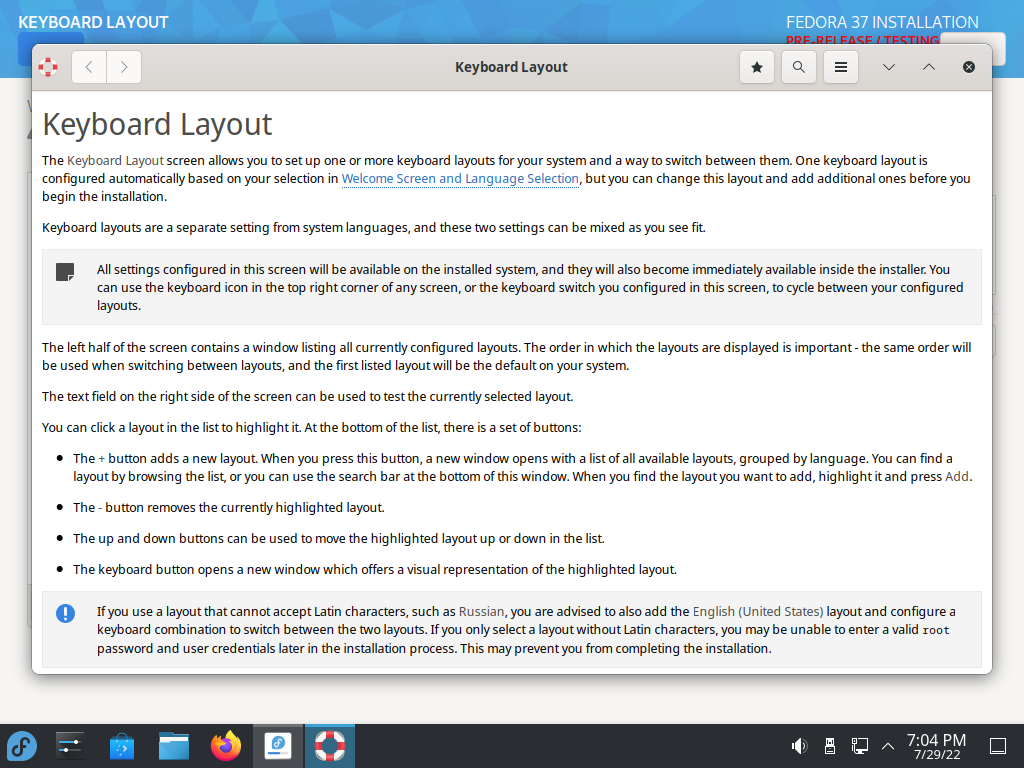 KEYBOARD LAYOUT
FEDORA 37 INSTALLATION
PRE-RELEASE / TESTING
Keyboard Layout
Keyboard Layout
The Keyboard Layout screen allows you to set up one or more keyboard layouts for your system and a way to switch between them. One keyboard layout is
configured automatically based on your selection in Welcome Screen and Language Selection, but you can change this layout and add additional ones before you
begin the installation.
Keyboard layouts are a separate setting from system languages, and these two settings can be mixed as you see fit.
All settings configured in this screen will be available on the installed system, and they will also become immediately available inside the installer. You
can use the keyboard icon in the top right corner of any screen, or the keyboard switch you configured in this screen, to cycle between your configured
layouts.
The left half of the screen contains a window listing all currently configured layouts. The order in which the layouts are displayed is important - the same order will
be used when switching between layouts, and the first listed layout will be the default on your system.
The text field on the right side of the screen can be used to test the currently selected layout.
You can click a layout in the list to highlight it. At the bottom of the list, there is a set of buttons:
• The + button adds a new layout. When you press this button, a new window opens with a list of all available layouts, grouped by language. You can find a
layout by browsing the list, or you can use the search bar at the bottom of this window. When you find the layout you want to add, highlight it and press Add.
• The - button removes the currently highlighted layout.
• The up and down buttons can be used to move the highlighted layout up or down in the list.
• The keyboard button opens a new window which offers a visual representation of the highlighted layout.
If you use a layout that cannot accept Latin characters, such as Russian, you are advised to also add the English (United States) layout and configure a
keyboard combination to switch between the two layouts. If you only select a layout without Latin characters, you may be unable to enter a valid root
password and user credentials later in the installation process. This may prevent you from completing the installation.
7:04 PM
7/29/22